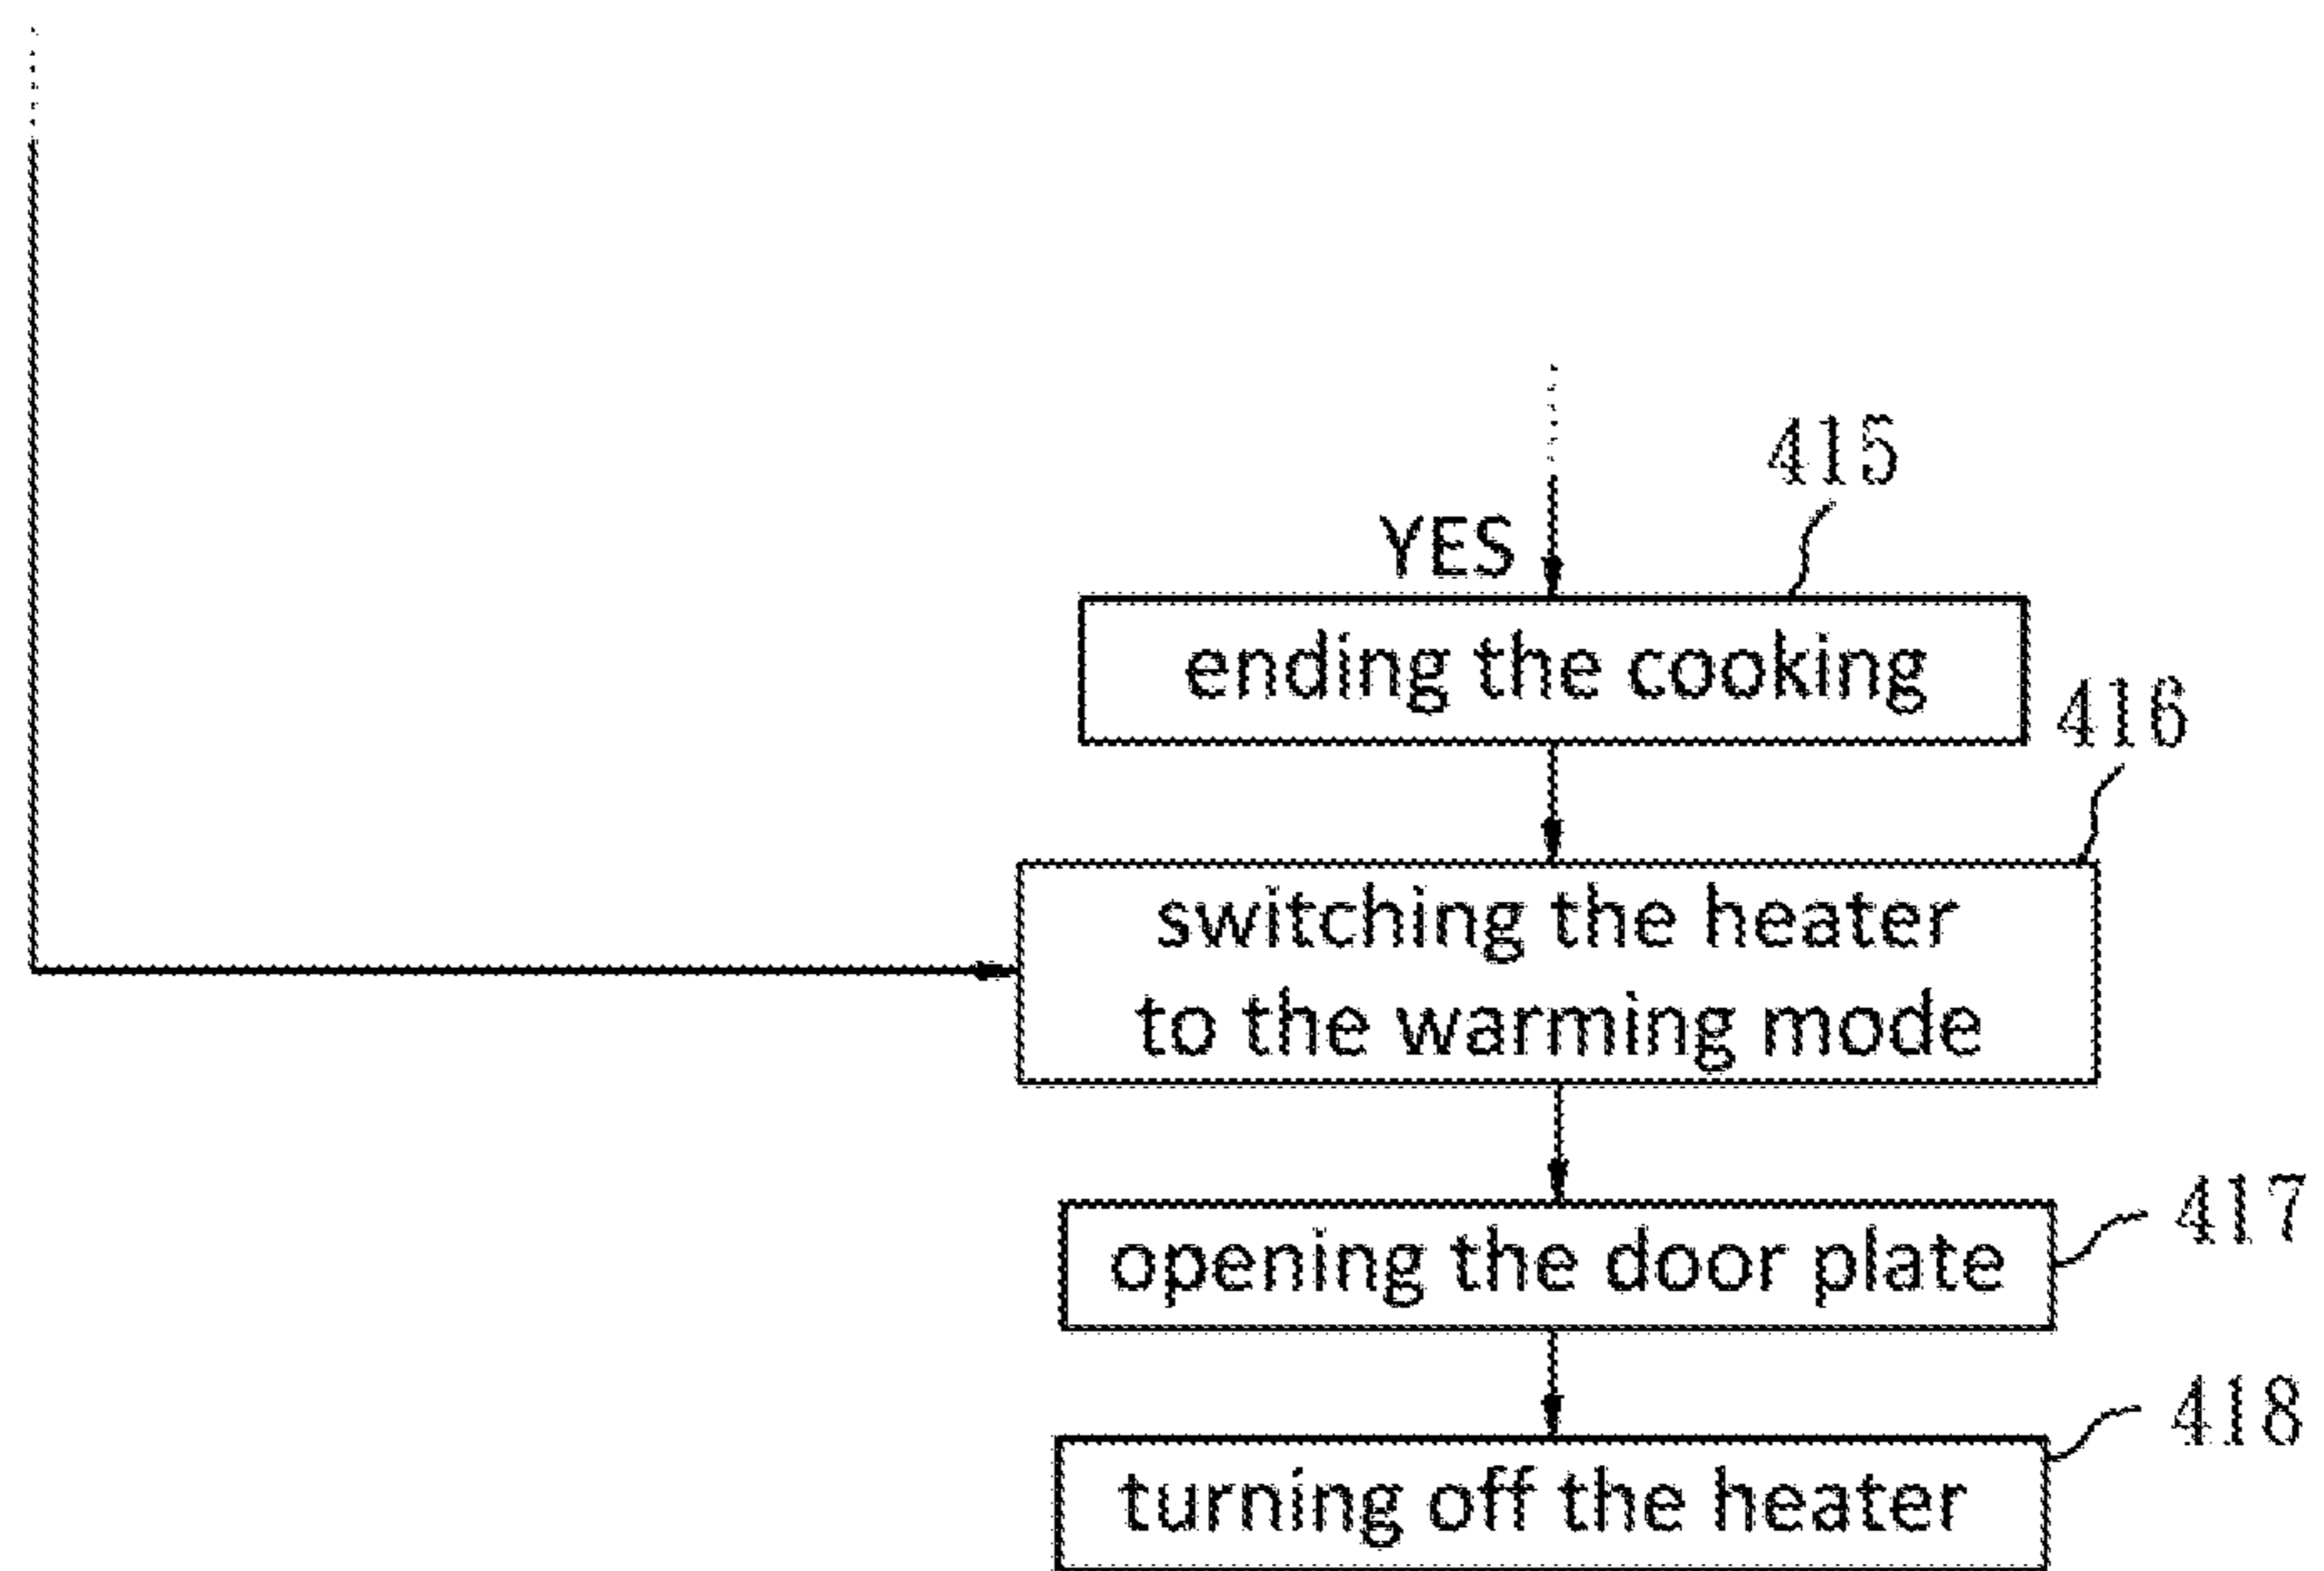 415
YES
ending the cooking
416
switching the heater
to the warming mode
417
opening the door plate
418
turning off the heater